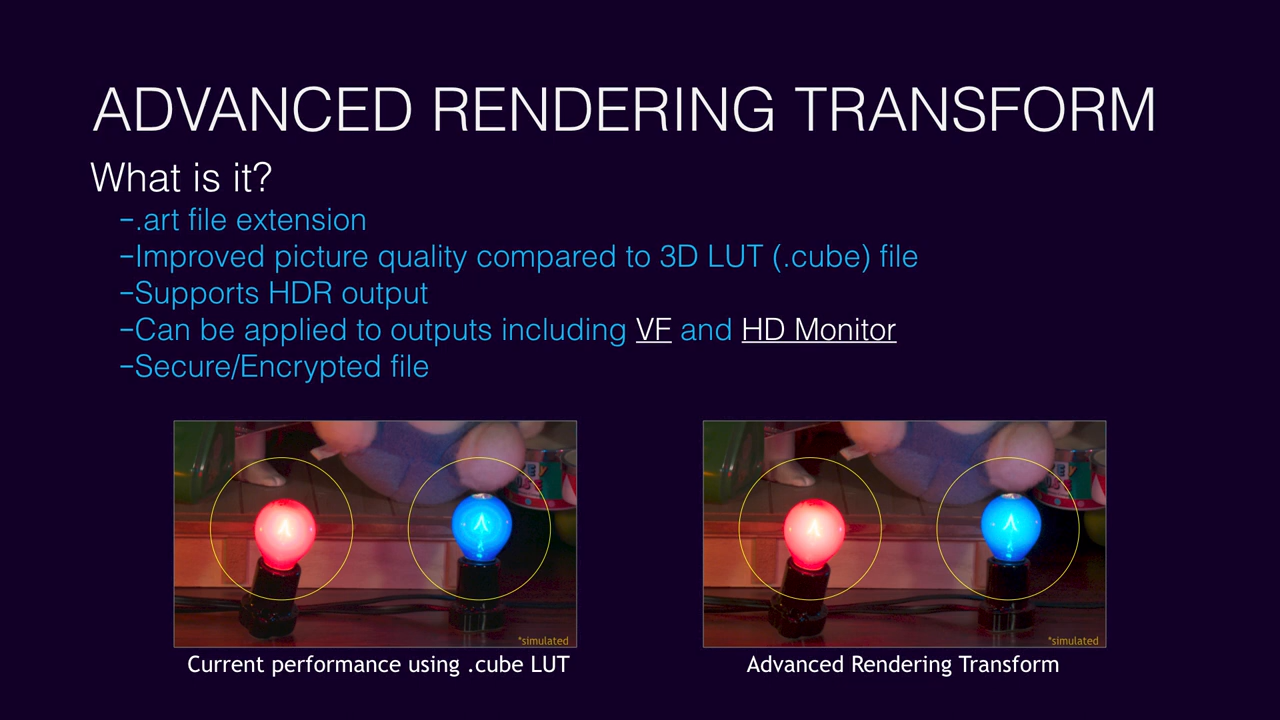 ADVANCED RENDERING TRANSFORM
What is it?
–.art file extension
–Improved picture quality compared to 3D LUT (.cube) file
–Supports HDR output
–Can be applied to outputs including VF and HD Monitor
–Secure/Encrypted file
*simulated
*simulated
Current performance using .cube LUT
Advanced Rendering Transform